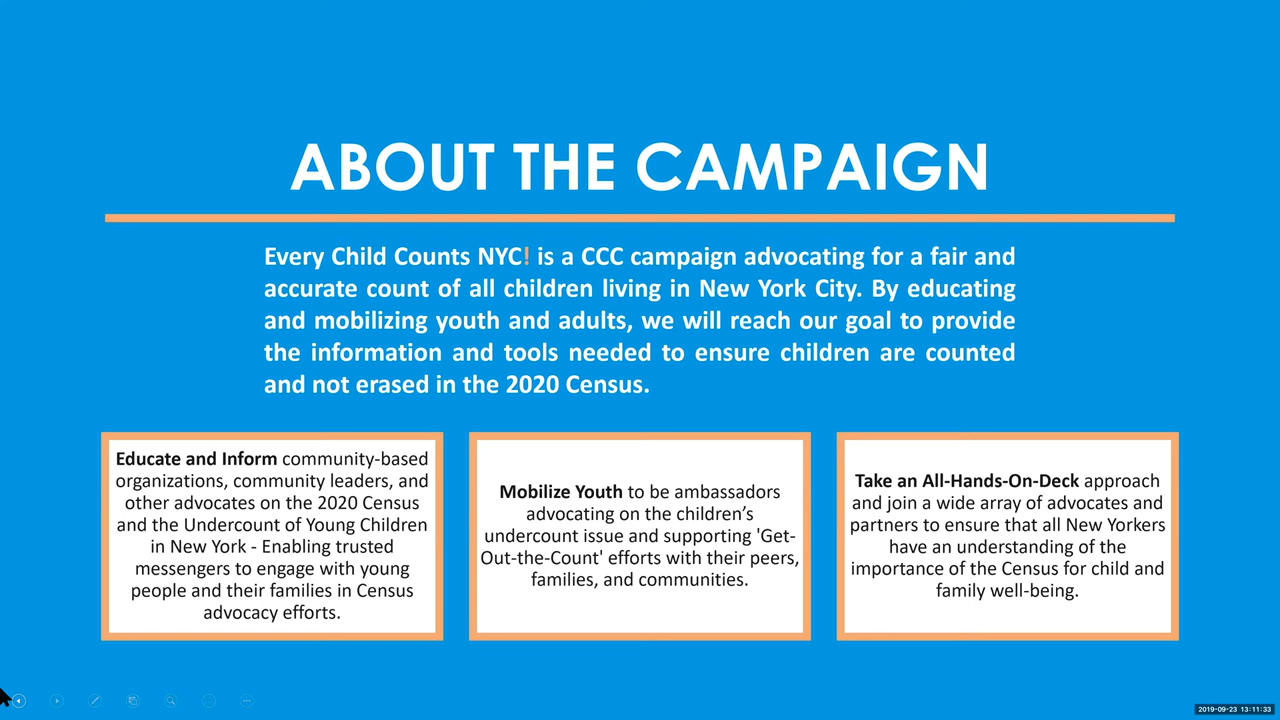 ABOUT THE CAMPAIGN
Every Child Counts NYC! is a CCC campaign advocating for a fair and
accurate count of all children living in New York City. By educating
and mobilizing youth and adults, we will reach our goal to provide
the information and tools needed to ensure children are counted
and not erased in the 2020 Census.
Educate and Inform community-based
organizations, community leaders, and
other advocates on the 2020 Census
and the Undercount of Young Children
in New York - Enabling trusted
messengers to engage with young
people and their families in Census
advocacy efforts.
Mobilize Youth to be ambassadors
advocating on the children’s
undercount issue and supporting 'Get-
Out-the-Count' efforts with their peers,
families, and communities.
Take an All-Hands-On-Deck approach
and join a wide array of advocates and
partners to ensure that all New Yorkers
have an understanding of the
importance of the Census for child and
family well-being.
2019-09-23 13:11:33